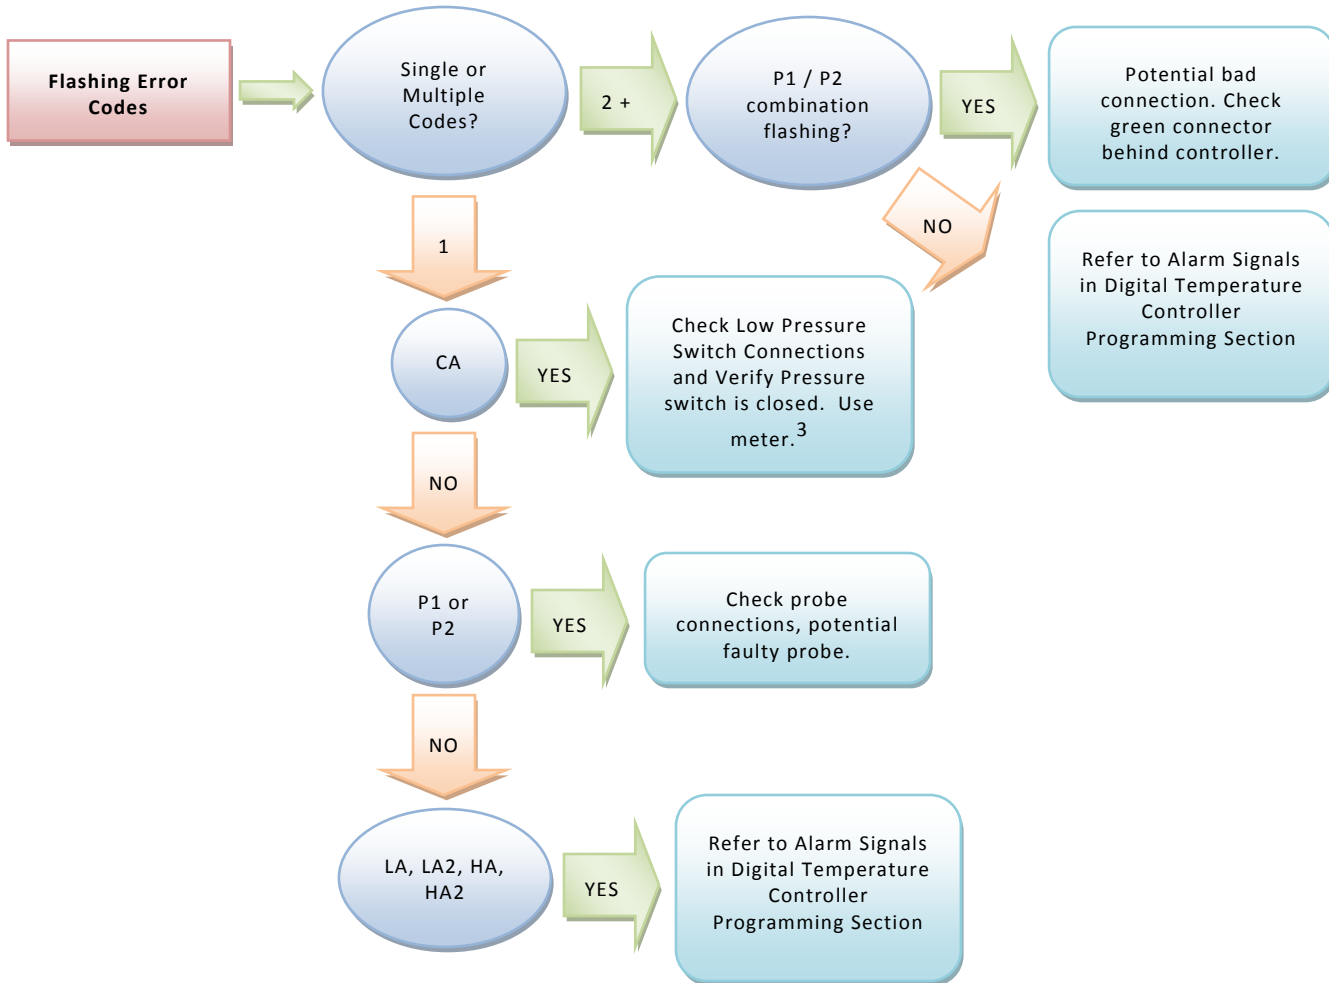 Flashing Error
Codes
Single or
Multiple
Codes?
2 +
P1 / P2
combination
flashing?
YES
Potential bad
connection. Check
green connector
behind controller.
NO
Refer to Alarm Signals
in Digital Temperature
Controller
Programming Section
1
CA
YES
Check Low Pressure
Switch Connections
and Verify Pressure
switch is closed. Use
meter.3
NO
P1 or
P2
YES
Check probe
connections, potential
faulty probe.
NO
LA, LA2, HA,
HA2
YES
Refer to Alarm Signals
in Digital Temperature
Controller
Programming Section